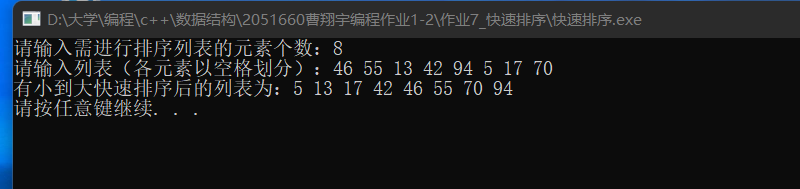 D:\大学\编程\c++\数据结构\2051660曹翔宇编程作业1-2\作业7_快速排序\快速排序.exe
请输入需进行排序列表的元素个数：8
请输入列表（各元素以空格划分）：46 55 13 42 94 5 17 70
有小到大快速排序后的列表为：5 13 17 42 46 55 70 94
请按任意键继续. . .